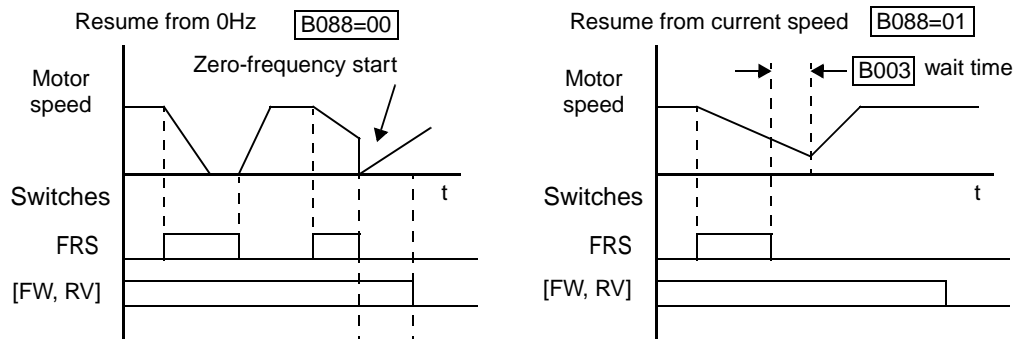 Resume from 0Hz B088=00
Zero-frequency start
Motor
speed
t
Switches
FRS
[FW, RV]
Resume from current speed B088=01
B003 wait time
Motor
speed
t
Switches
FRS
[FW, RV]